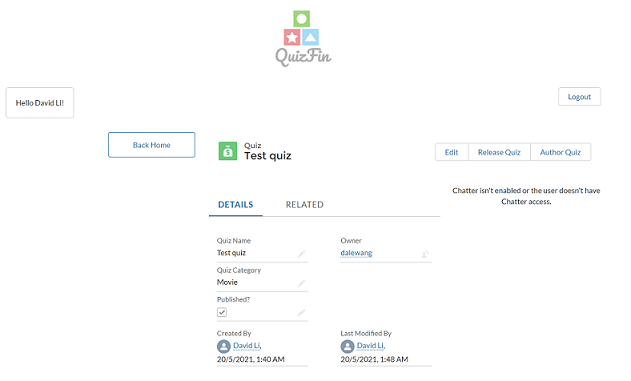 QuizFin
Hello David Li!
Logout
Back Home
Quiz
Test quiz
Edit
Release Quiz
Author Quiz
Chatter isn't enabled or the user doesn't have
Chatter access.
DETAILS
RELATED
Quiz Name
Test quiz
Owner
dalewang
Quiz Category
Movie
Published?
Created By
David Li,
20/5/2021, 1:40 AM
Last Modified By
David Li,
20/5/2021, 1:48 AM